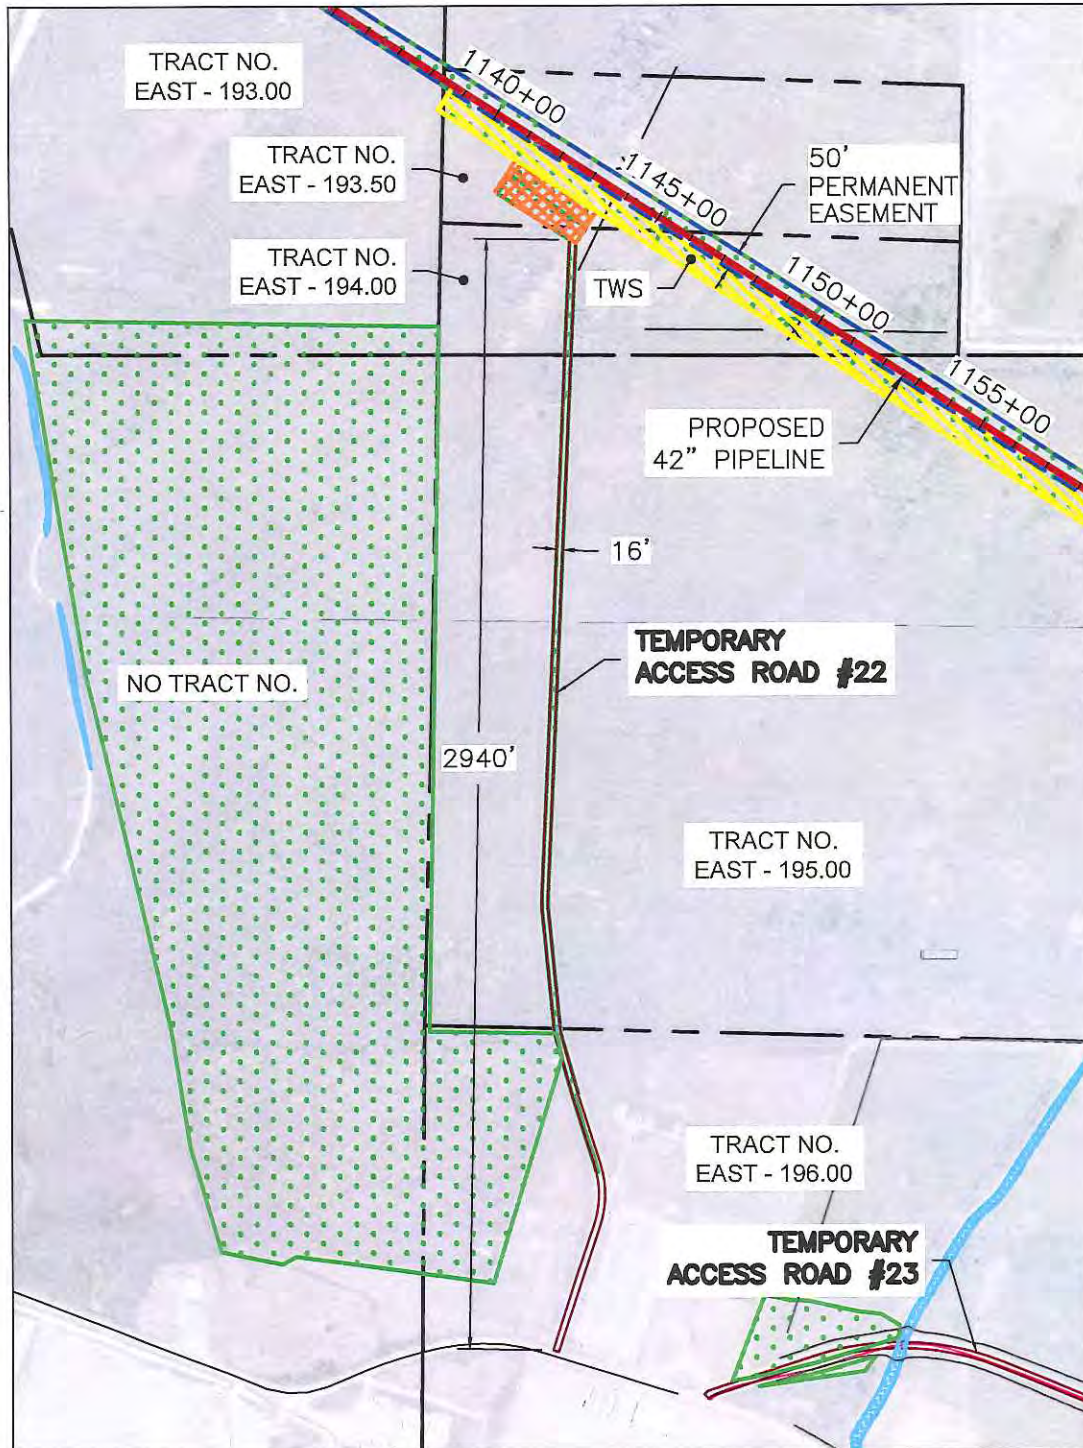 TRACT NO.
EAST - 193.00
1140+00
TRACT NO.
EAST - 193.50
1145+00
50'
PERMANENT
EASEMENT
TRACT NO.
EAST - 194.00
TWS
1150+00
1155+00
PROPOSED
42" PIPELINE
16'
TEMPORARY
ACCESS ROAD #22
NO TRACT NO.
2940'
TRACT NO.
EAST - 195.00
TRACT NO.
EAST - 196.00
TEMPORARY
ACCESS ROAD #23